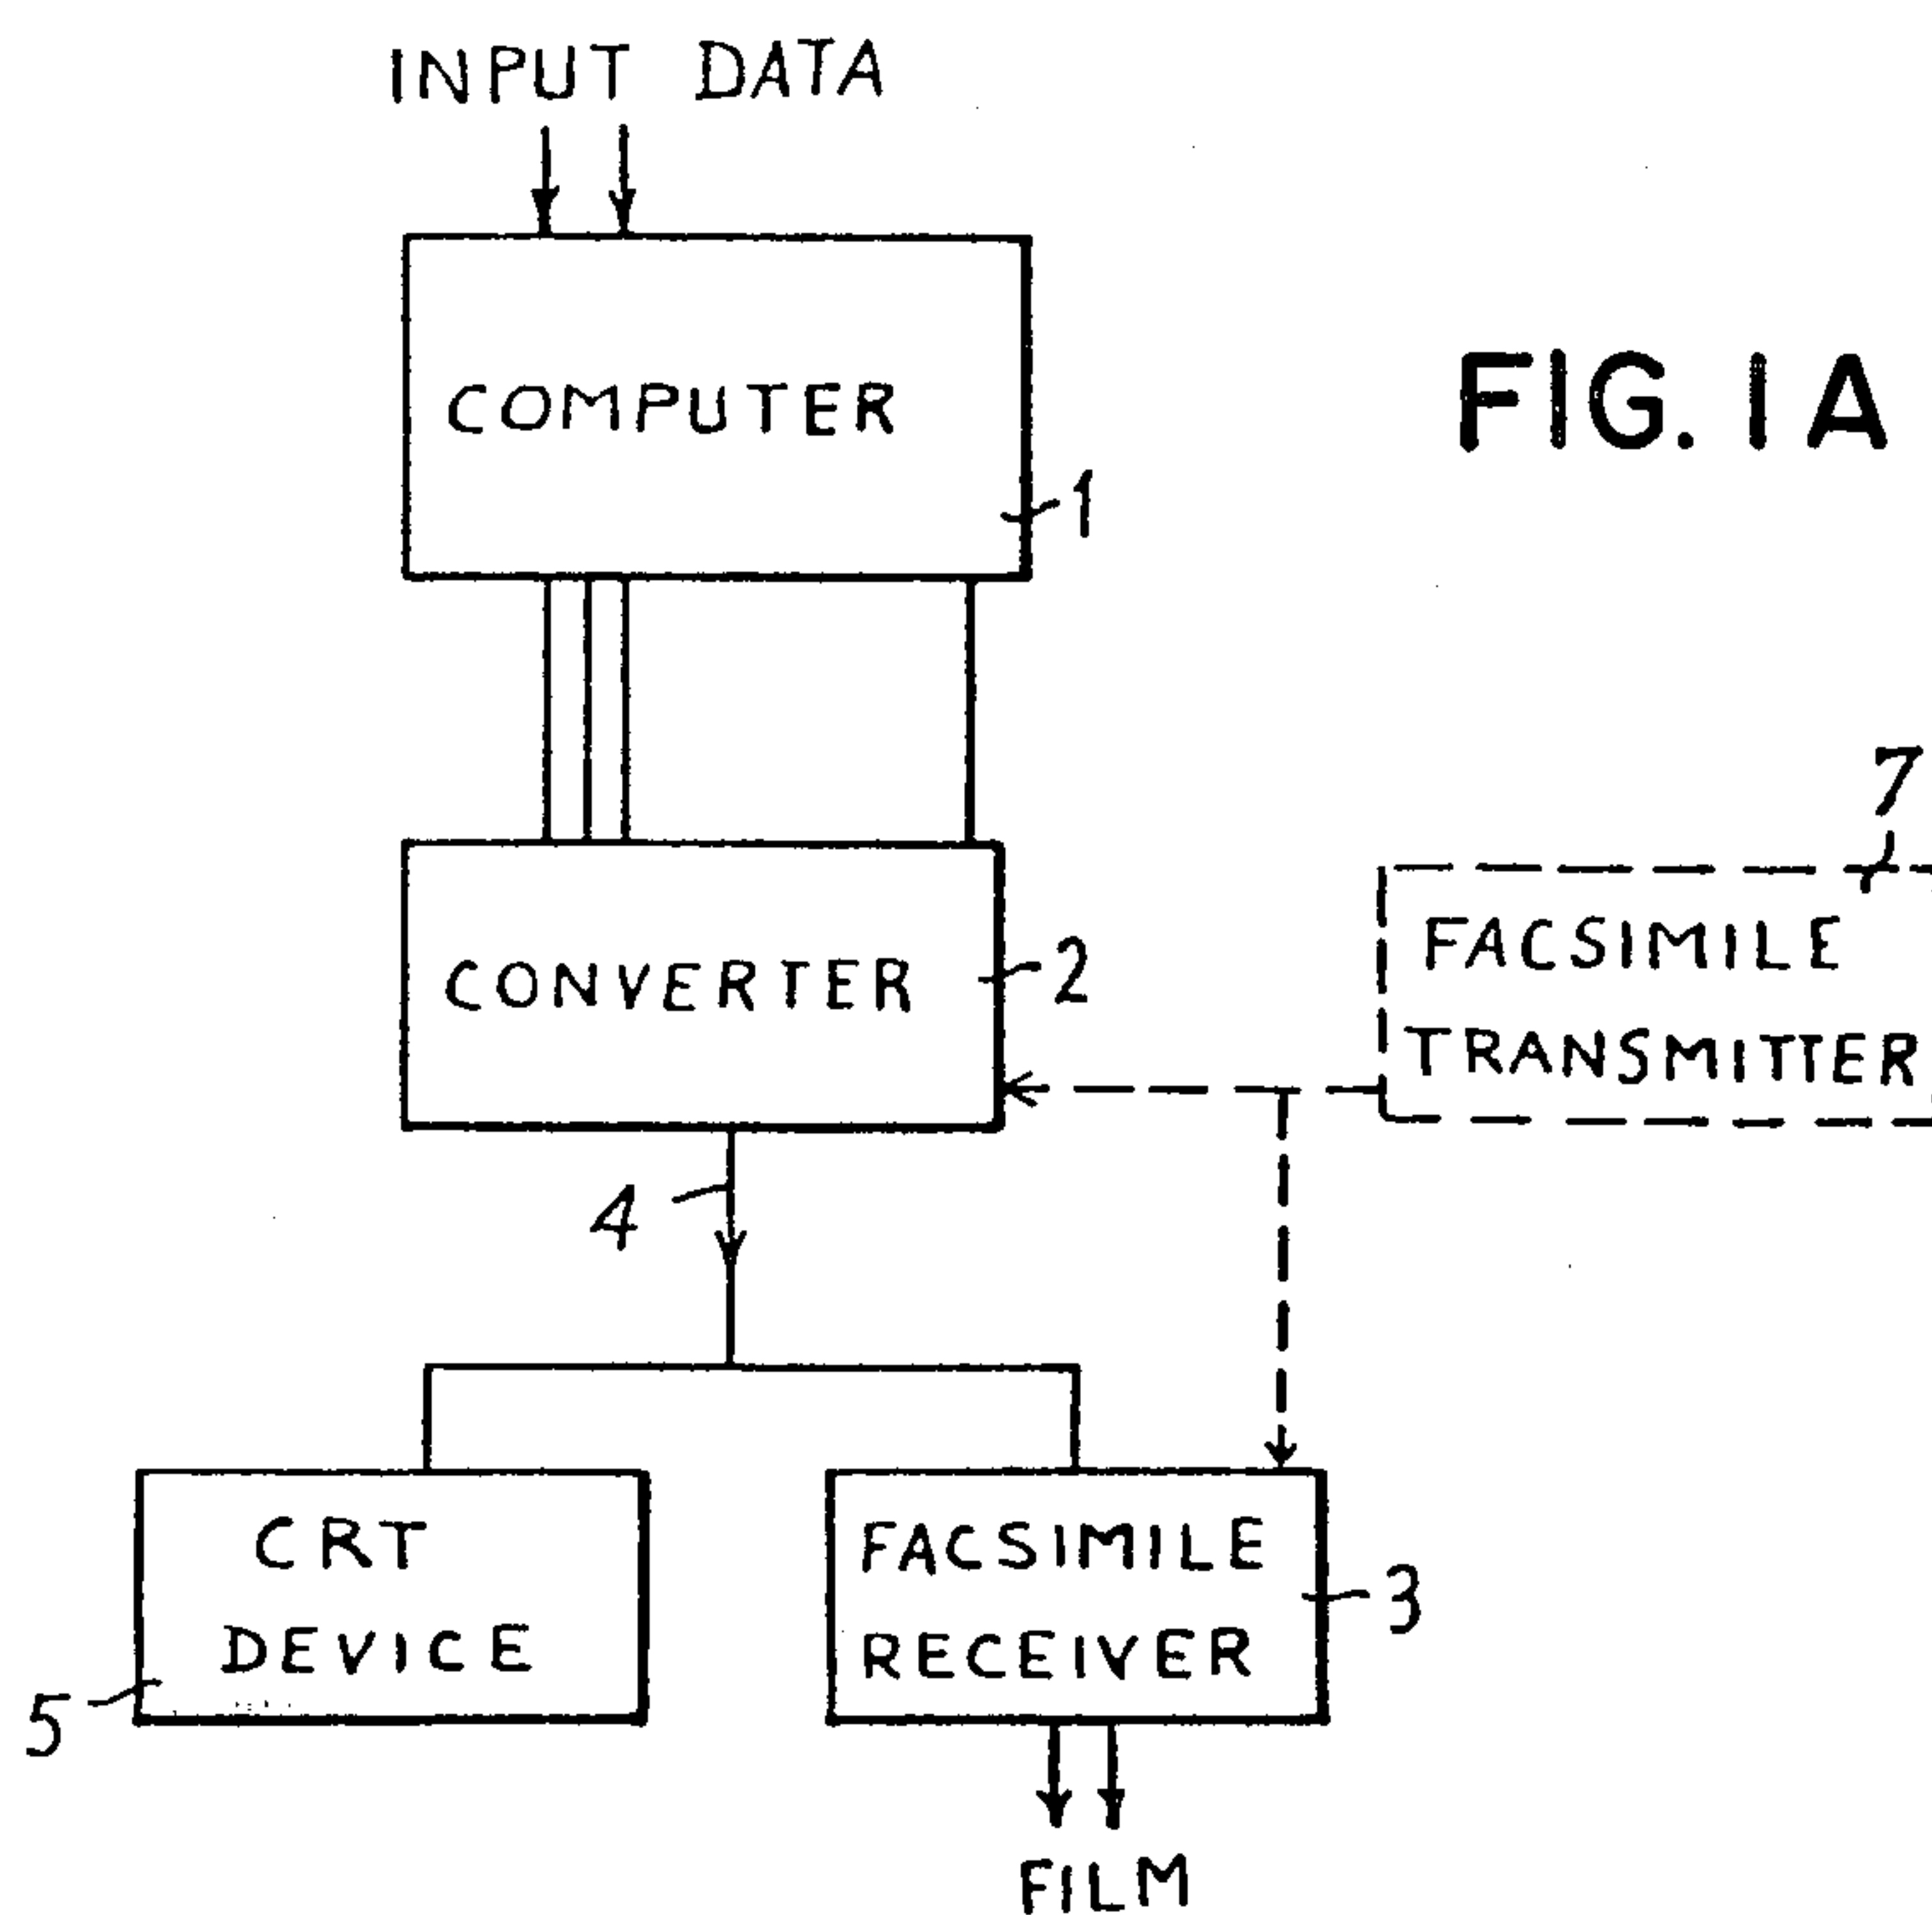 INPUT DATA
COMPUTER
1
FIG. 1A
7
CONVERTER
2
FACSIMILE
TRANSMITTER
4
CRT
DEVICE
5
FACSIMILE
RECEIVER
3
FILM